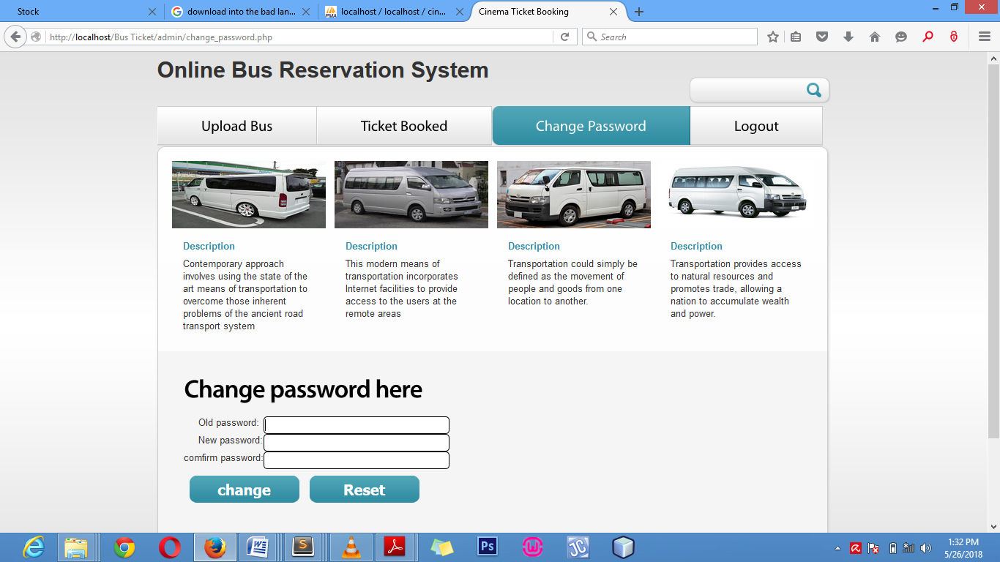 Stock
download into the bad lan...
localhost / localhost / cin...
Cinema Ticket Booking
http://localhost/Bus Ticket/admin/change_password.php
Search
Online Bus Reservation System
Upload Bus
Ticket Booked
Change Password
Logout
Description
Contemporary approach
involves using the state of the
art means of transportation to
overcome those inherent
problems of the ancient road
transport system
Description
This modern means of
transportation incorporates
Internet facilities to provide
access to the users at the
remote areas
Description
Transportation could simply be
defined as the movement of
people and goods from one
location to another.
Description
Transportation provides access
to natural resources and
promotes trade, allowing a
nation to accumulate wealth
and power.
Change password here
Old password:
New password:
comfirm password:
change
Reset
1:32 PM
5/26/2018